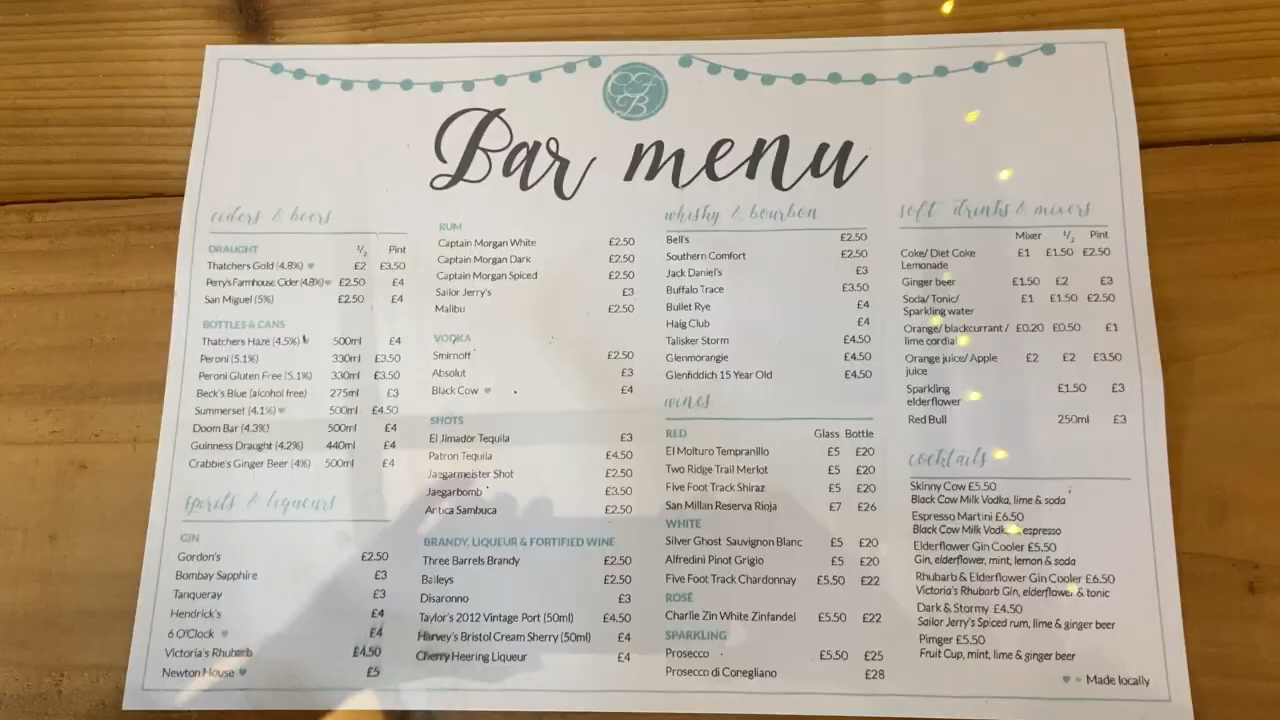 CFB
Bar menu
ciders & beers
DRAUGHT ½ Pint
Thatchers Gold (4.8%) ♥ £2 £3.50
Perry's Farmhouse Cider (4.8%) ♥ £2.50 £4
San Miguel (5%) £2.50 £4
BOTTLES & CANS
Thatchers Haze (4.5%) ♥ 500ml £4
Peroni (5.1%) 330ml £3.50
Peroni Gluten Free (5.1%) 330ml £3.50
Beck's Blue (alcohol free) 275ml £3
Summerset (4.1%) ♥ 500ml £4.50
Doom Bar (4.3%) 500ml £4
Guinness Draught (4.2%) 440ml £4
Crabbie's Ginger Beer (4%) 500ml £4
spirits & liqueurs
GIN
Gordon's £2.50
Bombay Sapphire £3
Tanqueray £3
Hendrick's £4
6 O'Clock ♥ £4
Victoria's Rhubarb £4.50
Newton House ♥ £5
RUM
Captain Morgan White £2.50
Captain Morgan Dark £2.50
Captain Morgan Spiced £2.50
Sailor Jerry's £3
Malibu £2.50
VODKA
Smirnoff £2.50
Absolut £3
Black Cow ♥ £4
SHOTS
El Jimador Tequila £3
Patron Tequila £4.50
Jaegarmeister Shot £2.50
Jaegarbomb £3.50
Artica Sambuca £2.50
BRANDY, LIQUEUR & FORTIFIED WINE
Three Barrels Brandy £2.50
Baileys £2.50
Disaronno £3
Taylor's 2012 Vintage Port (50ml) £4.50
Harvey's Bristol Cream Sherry (50ml) £4
Cherry Heering Liqueur £4
whisky & bourbon
Bell's £2.50
Southern Comfort £2.50
Jack Daniel's £3
Buffalo Trace £3.50
Bullet Rye £4
Haig Club £4
Talisker Storm £4.50
Glenmorangie £4.50
Glenfiddich 15 Year Old £4.50
wines
RED Glass Bottle
El Molturo Tempranillo £5 £20
Two Ridge Trail Merlot £5 £20
Five Foot Track Shiraz £5 £20
San Millan Reserva Rioja £7 £26
WHITE
Silver Ghost Sauvignon Blanc £5 £20
Alfredini Pinot Grigio £5 £20
Five Foot Track Chardonnay £5.50 £22
ROSE
Charlie Zin White Zinfandel £5.50 £22
SPARKLING
Prosecco £5.50 £25
Prosecco di Conegliano £28
soft drinks & mixers
Mixer ½ Pint
Coke/ Diet Coke £1 £1.50 £2.50
Lemonade
Ginger beer £1.50 £2 £3
Soda/ Tonic/ £1 £1.50 £2.50
Sparkling water
Orange/ blackcurrant/ £0.20 £0.50 £1
lime cordial
Orange juice/ Apple £2 £2 £3.50
juice
Sparkling £1.50 £3
elderflower
Red Bull 250ml £3
cocktails
Skinny Cow £5.50
Black Cow Milk Vodka, lime & soda
Espresso Martini £6.50
Black Cow Milk Vodka, espresso
Elderflower Gin Cooler £5.50
Gin, elderflower, mint, lemon & soda
Rhubarb & Elderflower Gin Cooler £6.50
Victoria's Rhubarb Gin, elderflower & tonic
Dark & Stormy £4.50
Sailor Jerry's Spiced rum, lime & ginger beer
Pimger £5.50
Fruit Cup, mint, lime & ginger beer
♥ = Made locally